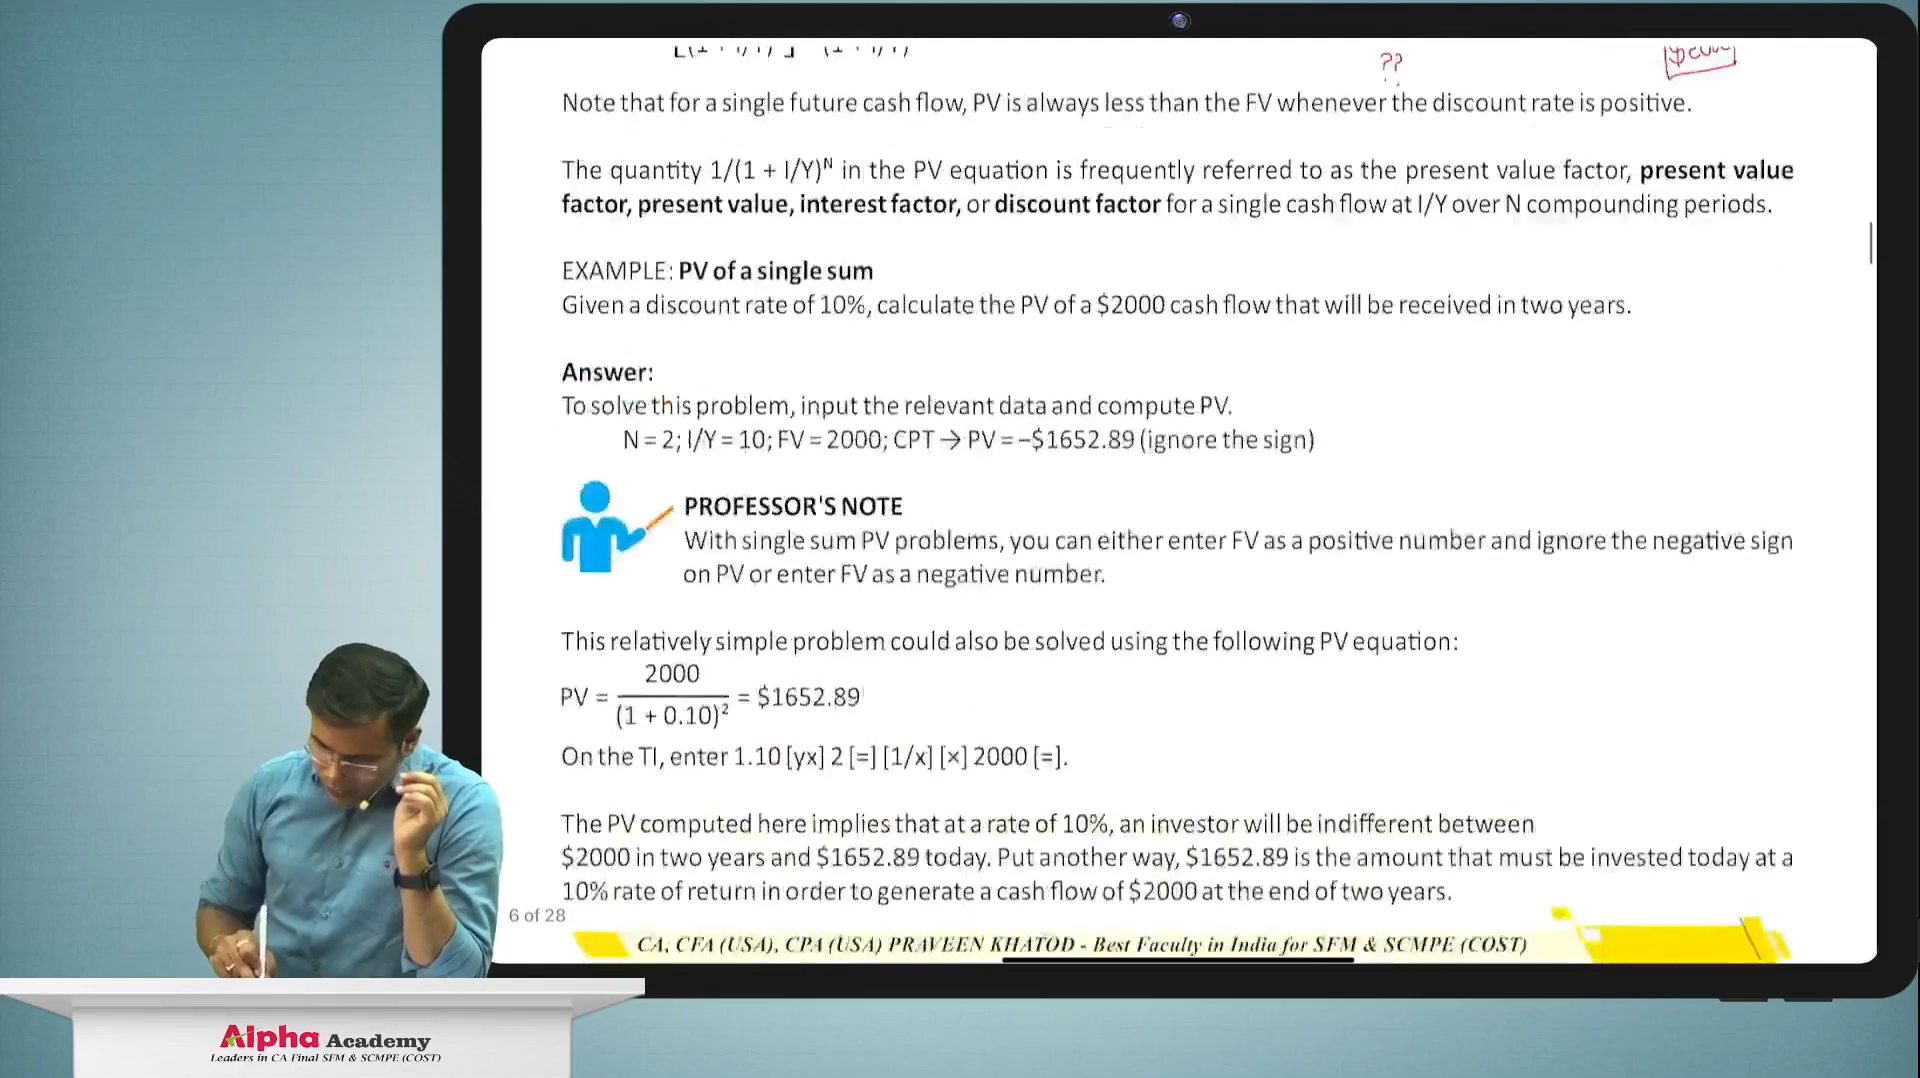 ??
Note that for a single future cash flow, PV is always less than the FV whenever the discount rate is positive.
The quantity 1/(1 + I/Y)ᴺ in the PV equation is frequently referred to as the present value factor, present value
factor, present value, interest factor, or discount factor for a single cash flow at I/Y over N compounding periods.
EXAMPLE: PV of a single sum
Given a discount rate of 10%, calculate the PV of a $2000 cash flow that will be received in two years.
Answer:
To solve this problem, input the relevant data and compute PV.
N = 2; I/Y = 10; FV = 2000; CPT → PV = –$1652.89 (ignore the sign)
PROFESSOR'S NOTE
With single sum PV problems, you can either enter FV as a positive number and ignore the negative sign
on PV or enter FV as a negative number.
This relatively simple problem could also be solved using the following PV equation:
2000
PV = = $1652.89
(1 + 0.10)²
On the TI, enter 1.10 [yx] 2 [=] [1/x] [×] 2000 [=].
The PV computed here implies that at a rate of 10%, an investor will be indifferent between
$2000 in two years and $1652.89 today. Put another way, $1652.89 is the amount that must be invested today at a
10% rate of return in order to generate a cash flow of $2000 at the end of two years.
6 of 28
CA, CFA (USA), CPA (USA) PRAVEEN KHATOD - Best Faculty in India for SFM & SCMPE (COST)
Alpha Academy
Leaders in CA Final SFM & SCMPE (COST)